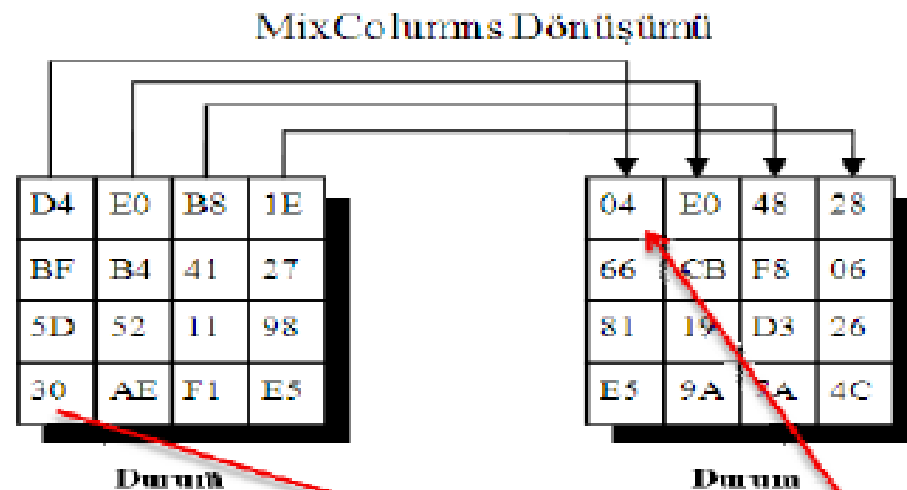 MixColumns Dönüşümü
D4 E0 B8 1E 04 E0 48 28
BF B4 41 27 66 CB F8 06
5D 52 11 98 81 19 D3 26
30 AE F1 E5 E5 9A 7A 4C
Durum Durum